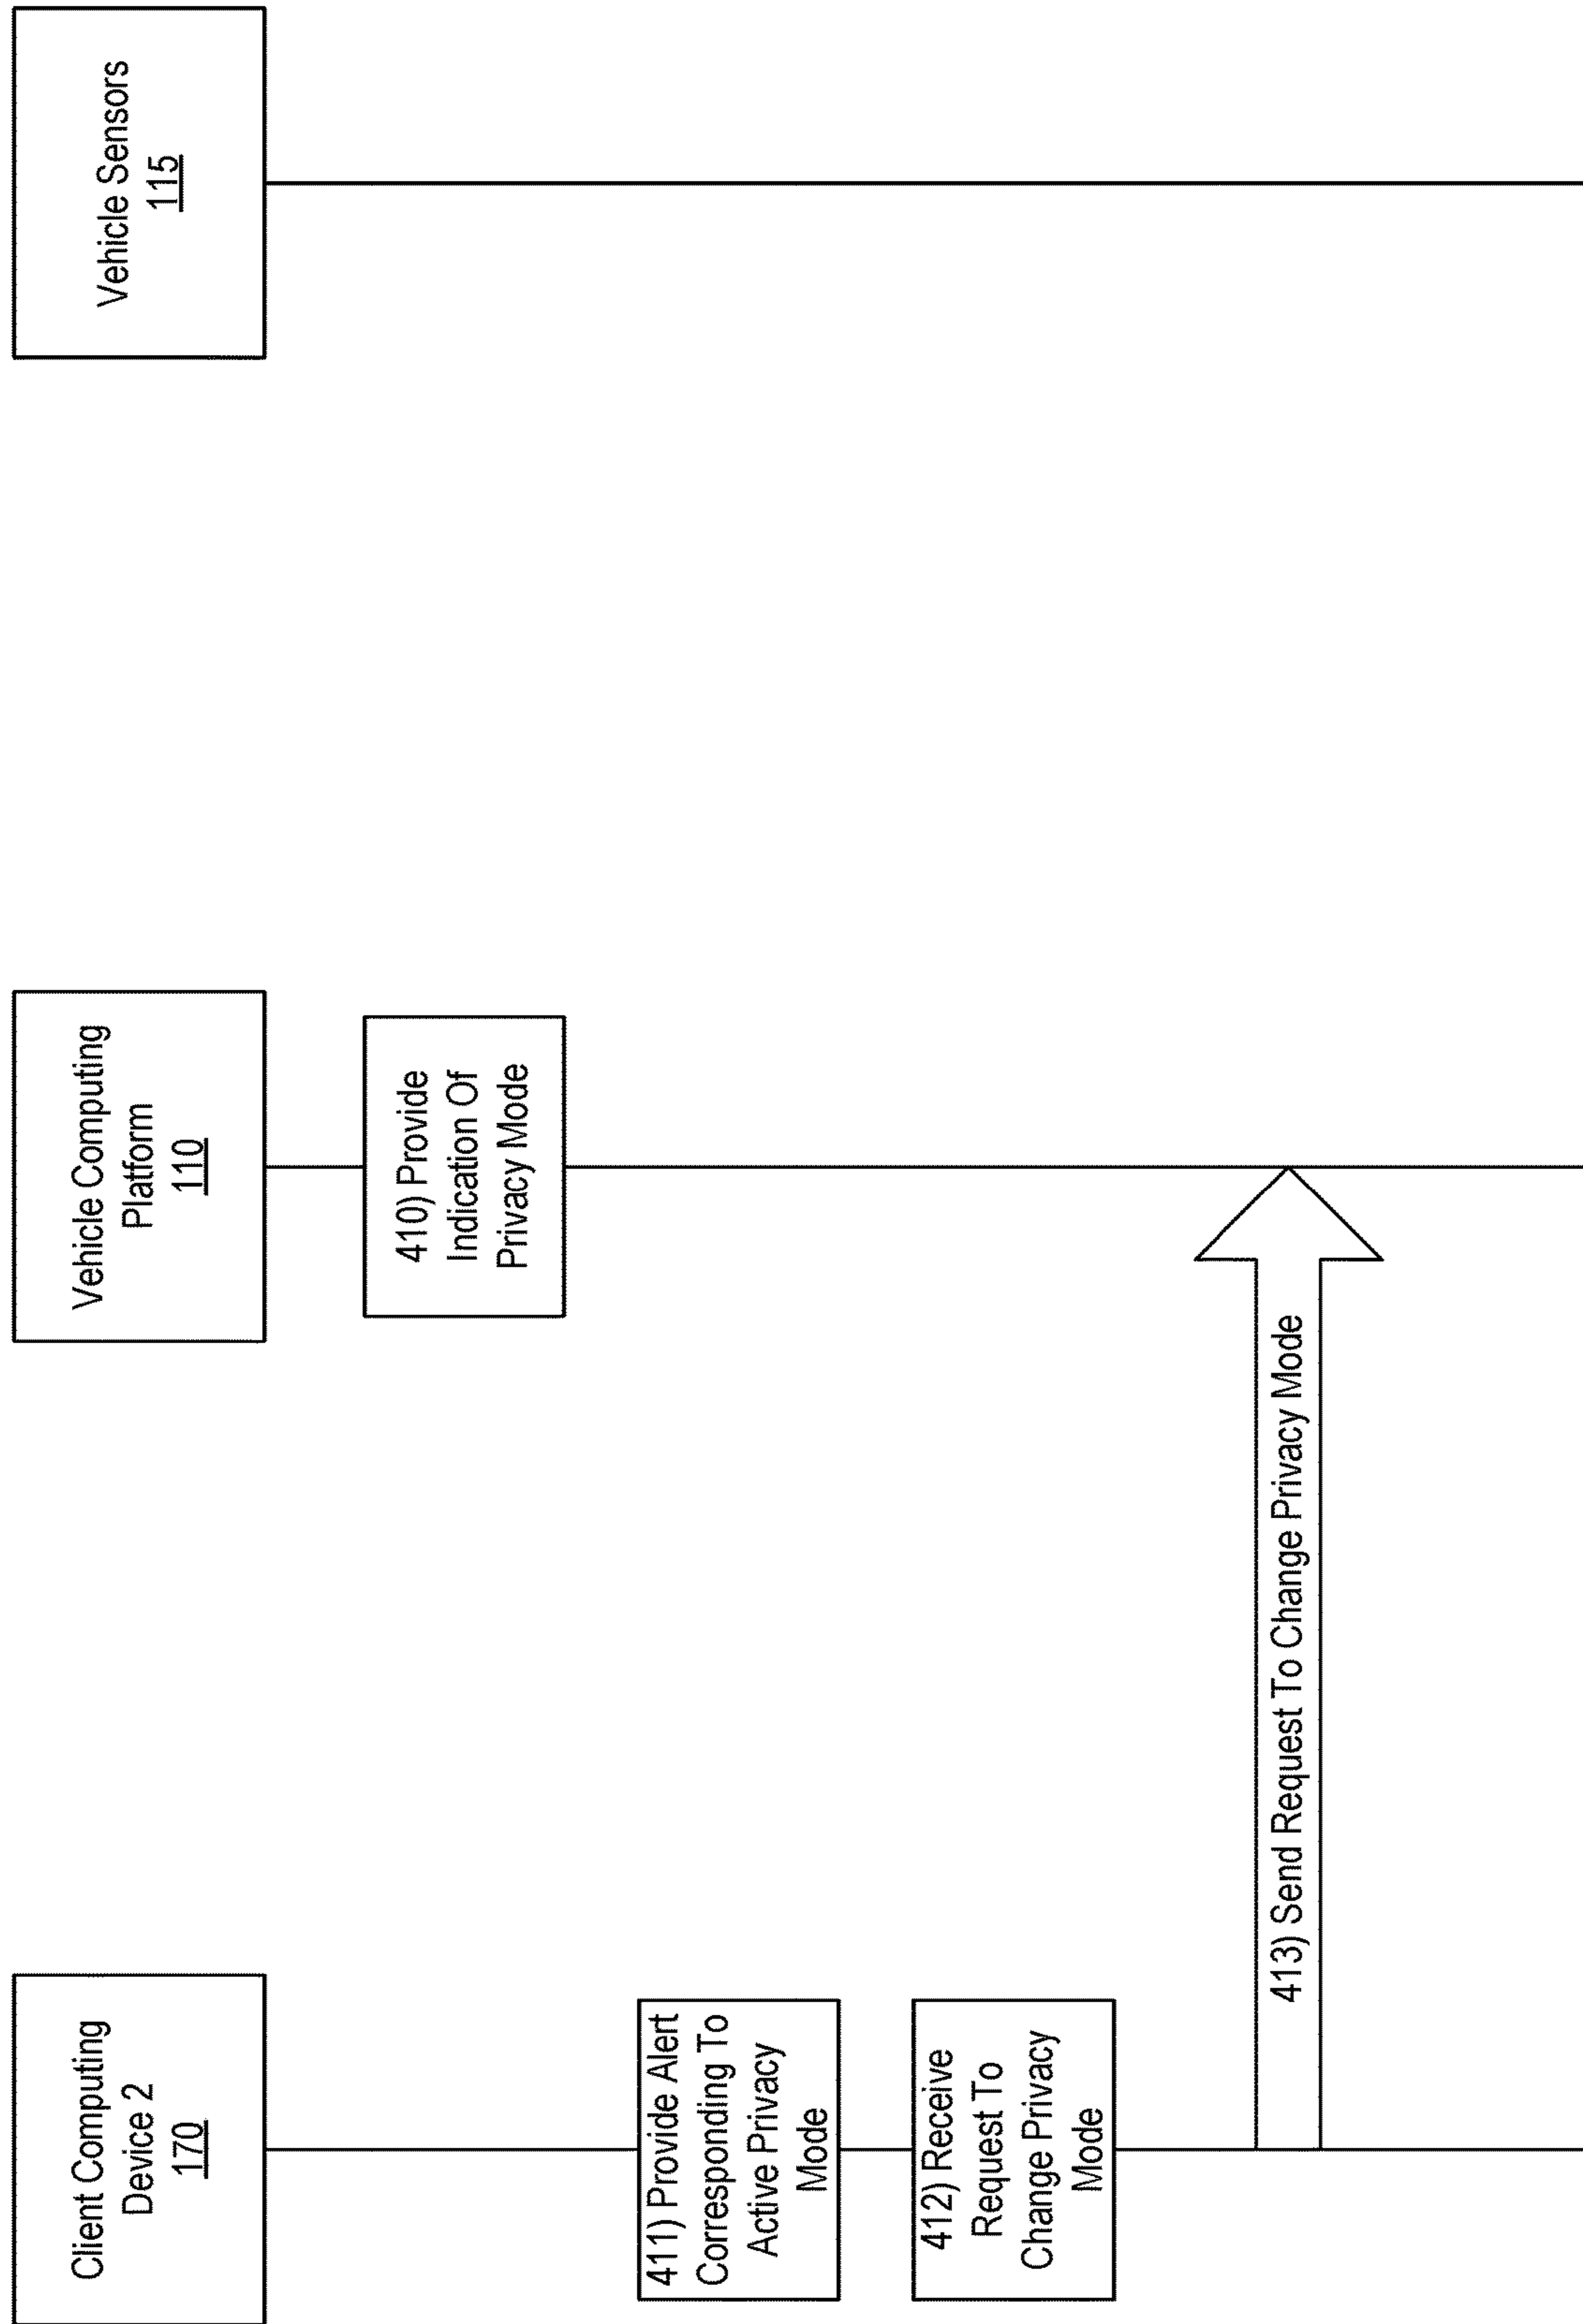 Client Computing
Device 2
170
Vehicle Computing
Platform
110
Vehicle Sensors
115
410) Provide
Indication Of
Privacy Mode
411) Provide Alert
Corresponding To
Active Privacy
Mode
412) Receive
Request To
Change Privacy
Mode
413) Send Request To Change Privacy Mode